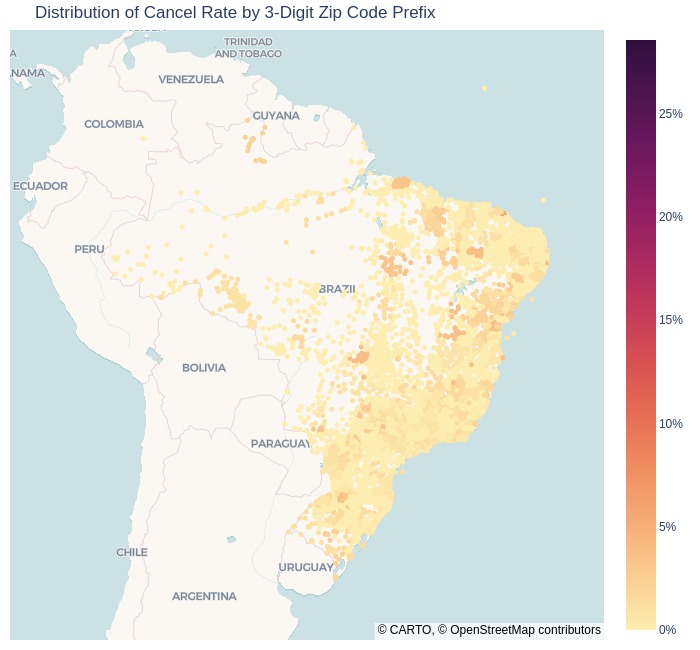 Distribution of Cancel Rate by 3-Digit Zip Code Prefix
TRINIDAD
AND TOBAGO
A
NAMA
VENEZUELA
GUYANA
COLOMBIA
ECUADOR
PERU
BRAZIL
BOLIVIA
PARAGUAY
CHILE
URUGUAY
ARGENTINA
25%
20%
15%
10%
5%
0%
© CARTO, © OpenStreetMap contributors